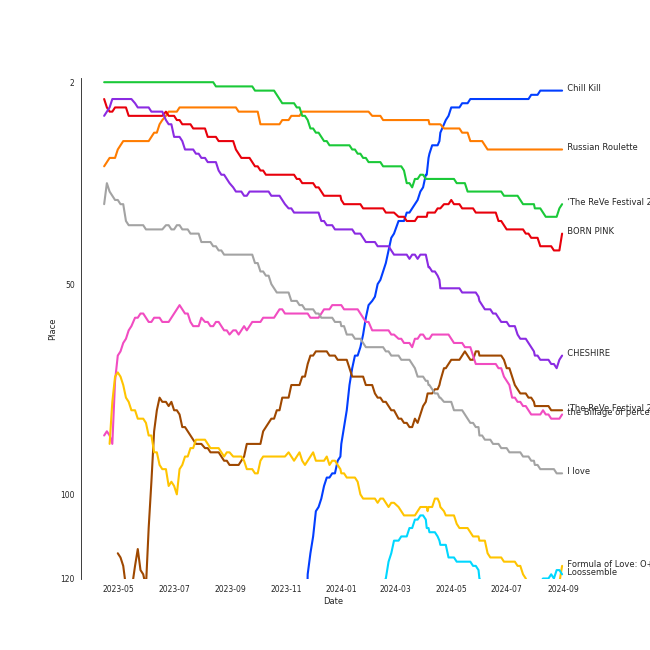 2
50
100
120
Place
2023-05
2023-07
2023-09
2023-11
2024-01
2024-03
2024-05
2024-07
2024-09
Date
Chill Kill
Russian Roulette
'The ReVe Festival 2
BORN PINK
CHESHIRE
'The ReVe Festival 2
The Billage of perce
I love
Formula of Love: O+
Loossemble